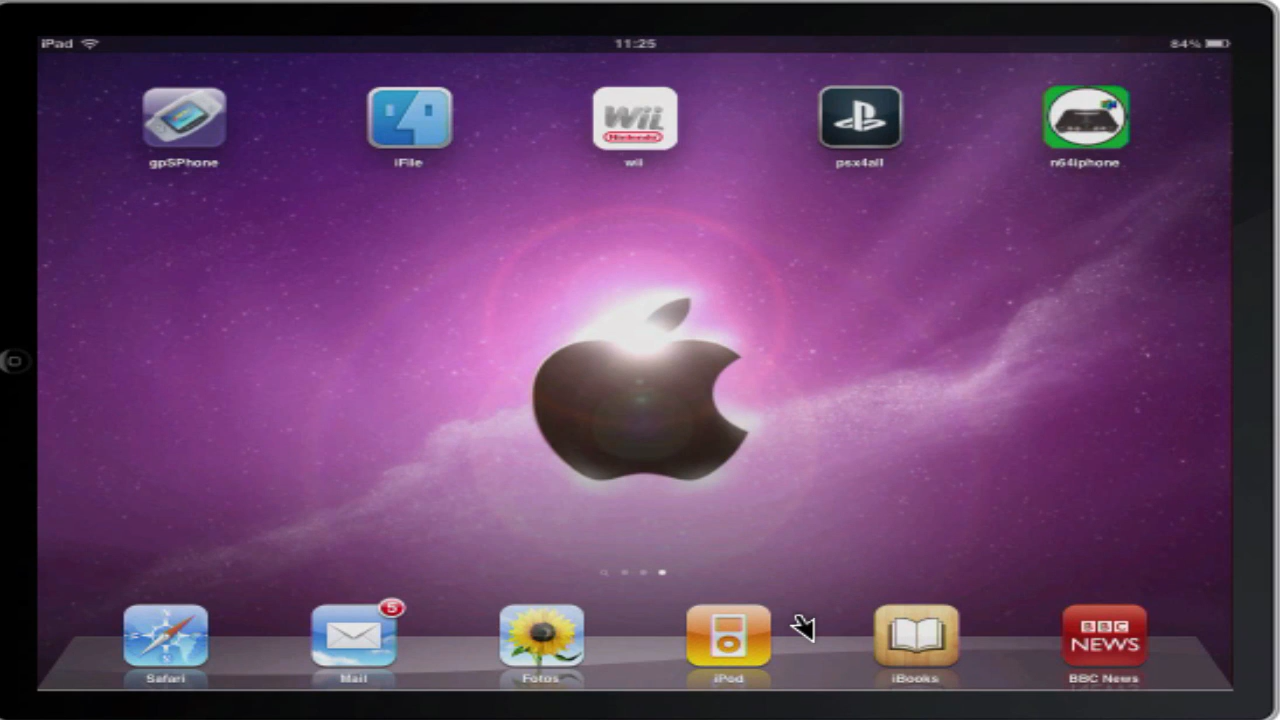 iPad 11:25 84%
Wii
Nintendo
gpSPhone iFile wii psx4all n64iphone
5
BBC
NEWS
Safari Mail Fotos iPod iBooks BBC News